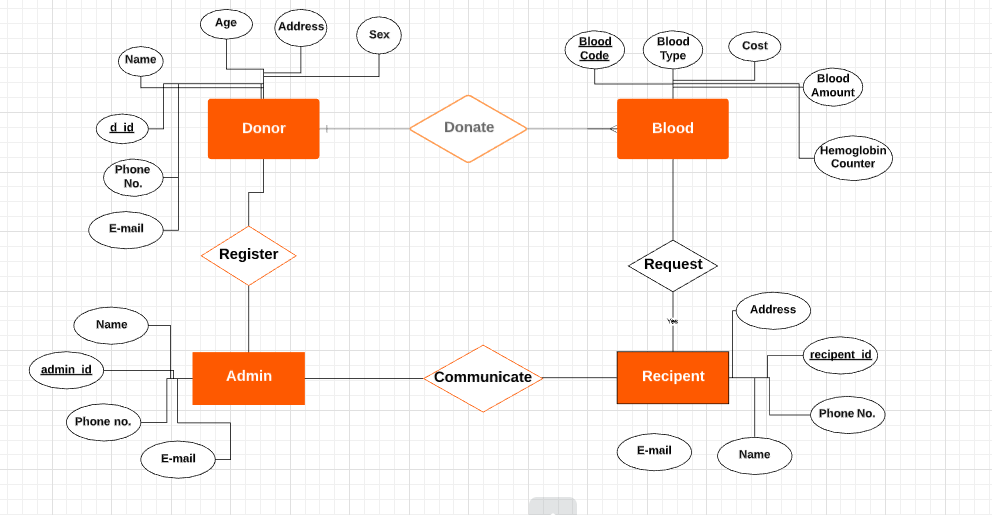 Age
Address
Sex
Name
Blood
Code
Blood
Type
Cost
Blood
Amount
d_id
Donor
Donate
Blood
Hemoglobin
Counter
Phone
No.
E-mail
Register
Request
Yes
Name
Address
admin_id
Admin
Communicate
Recipent
recipent_id
Phone no.
Phone No.
E-mail
E-mail
Name